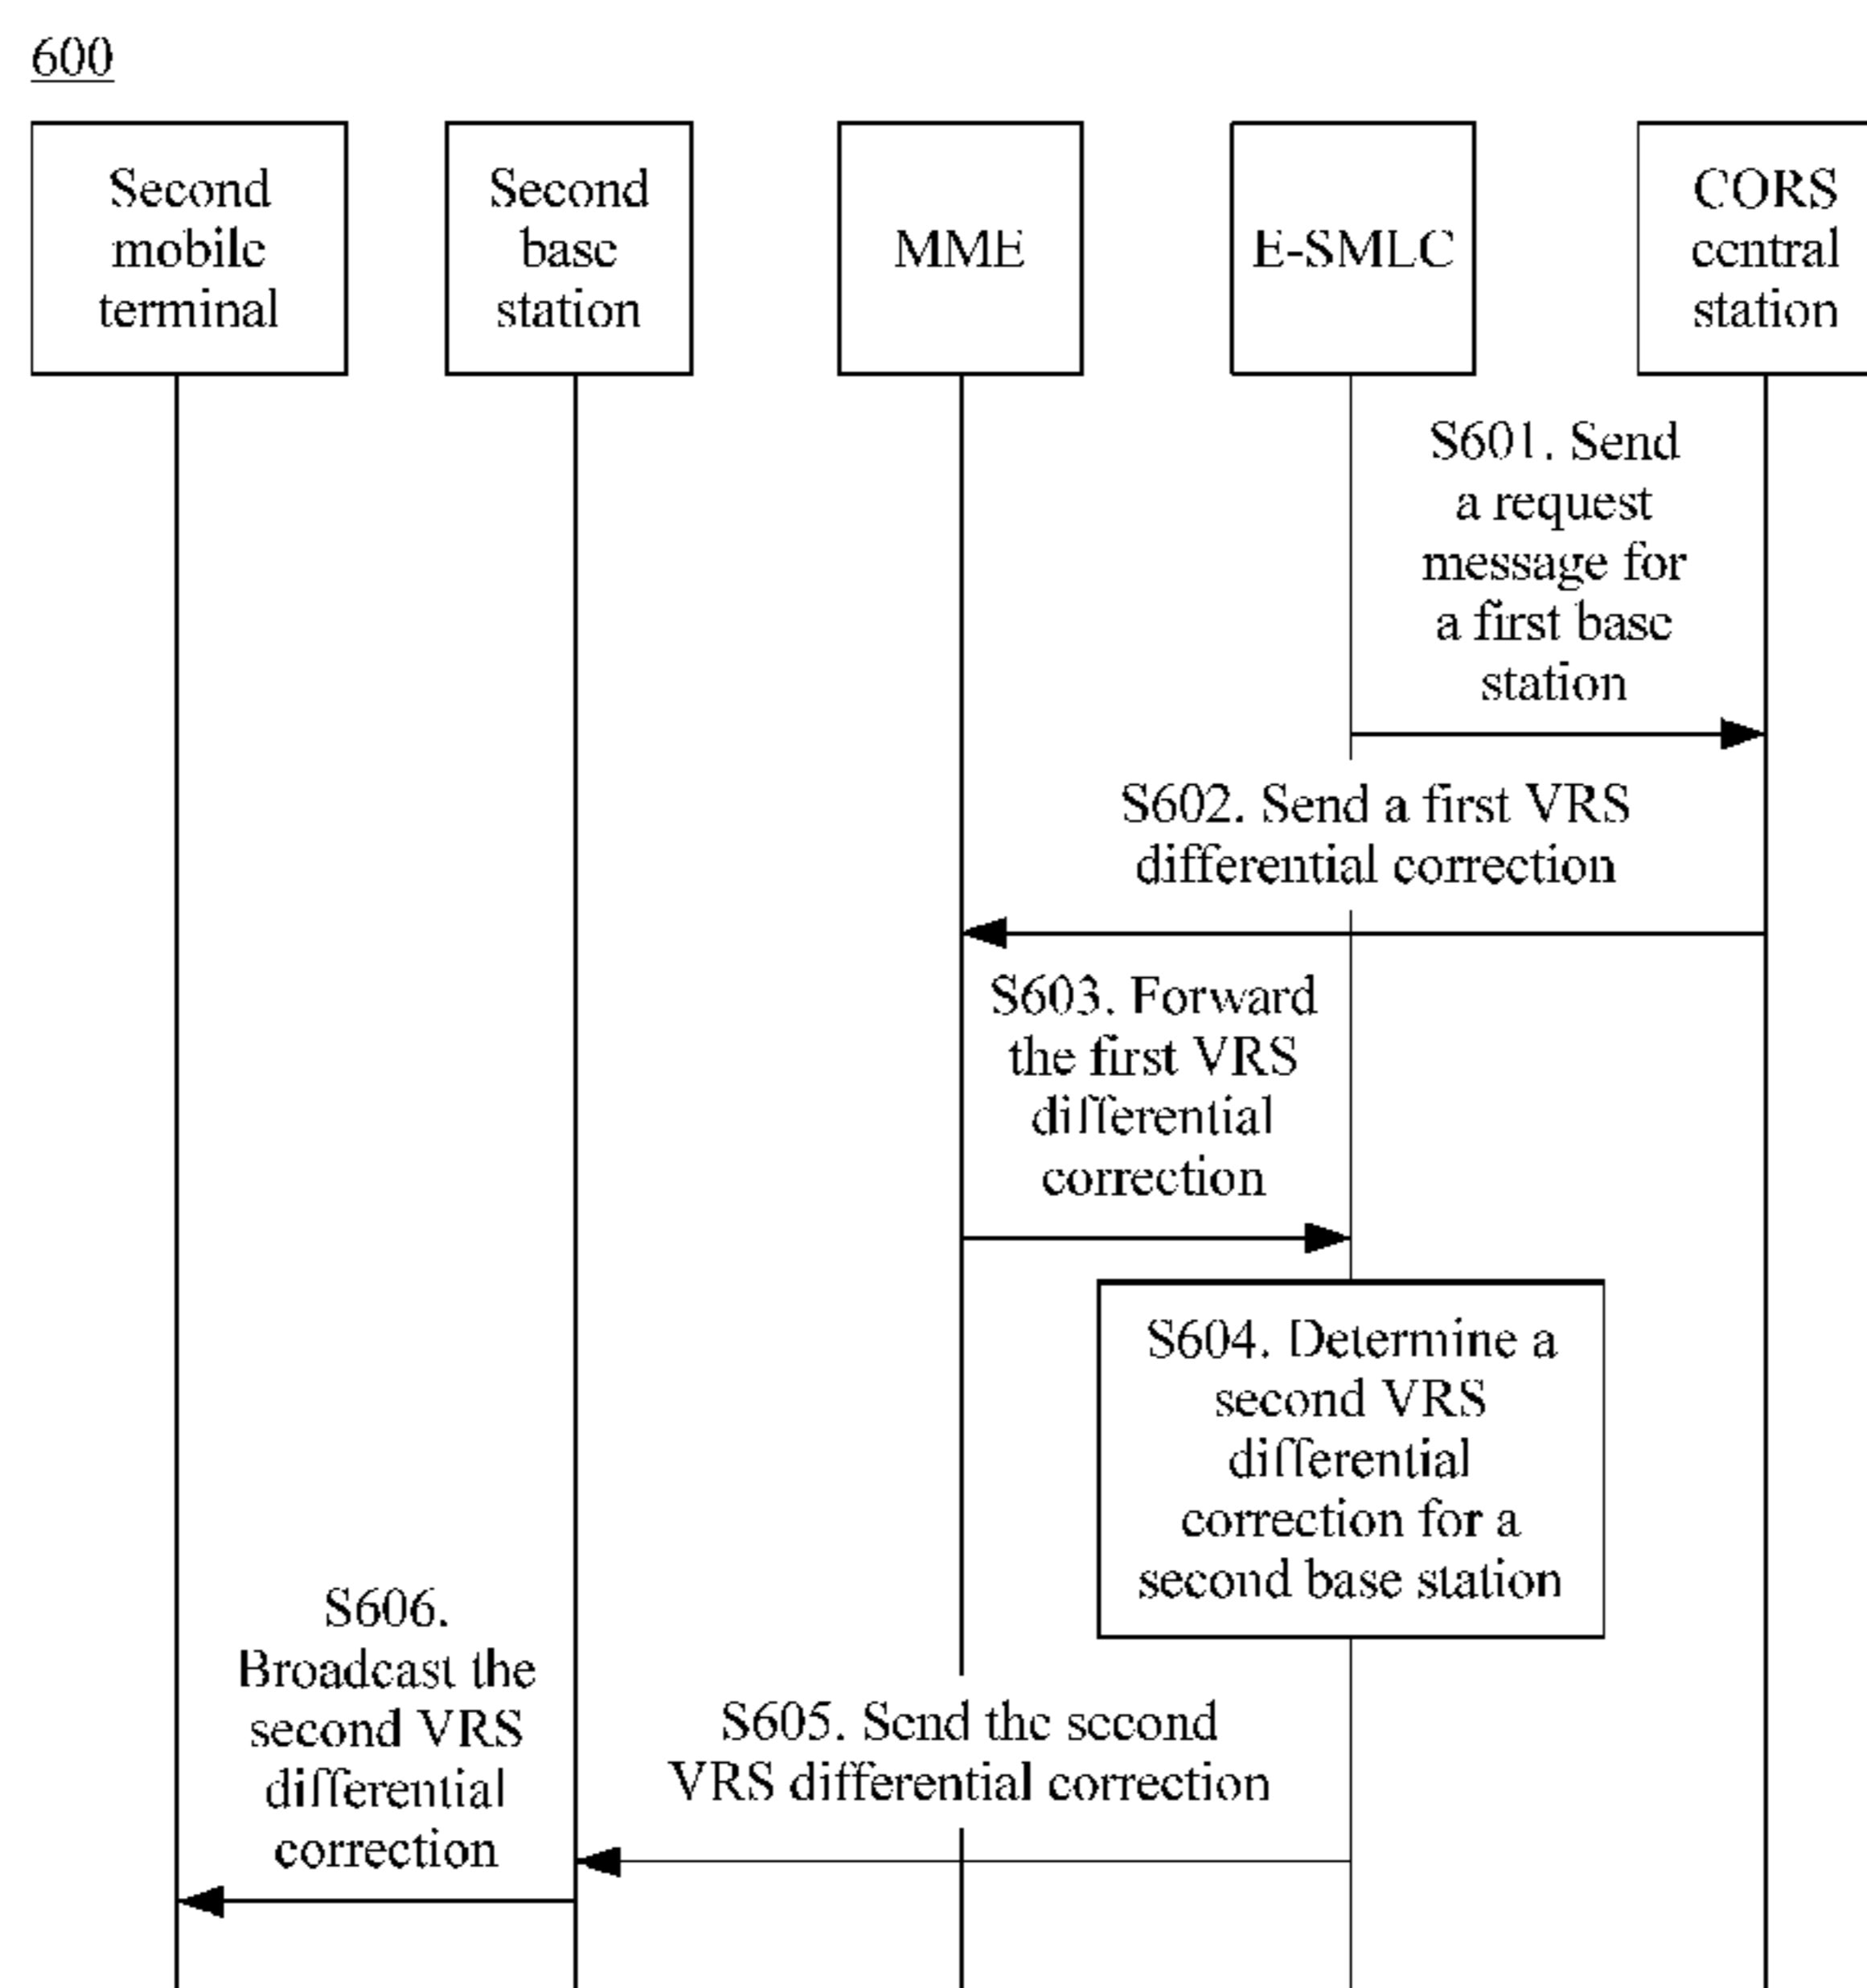 600
Second
mobile
terminal
Second
base
station
MME
E-SMLC
CORS
central
station
S601. Send
a request
message for
a first base
station
S602. Send a first VRS
differential correction
S603. Forward
the first VRS
differential
correction
S604. Determine a
second VRS
differential
correction for a
second base station
S605. Send the second
VRS differential correction
S606.
Broadcast the
second VRS
differential
correction